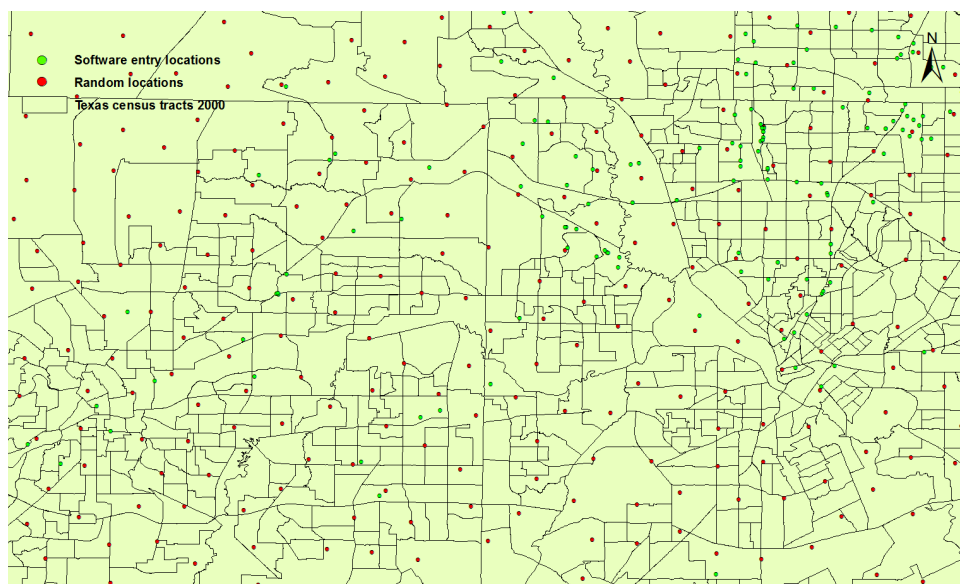 N
Software entry locations
Random locations
Texas census tracts 2000